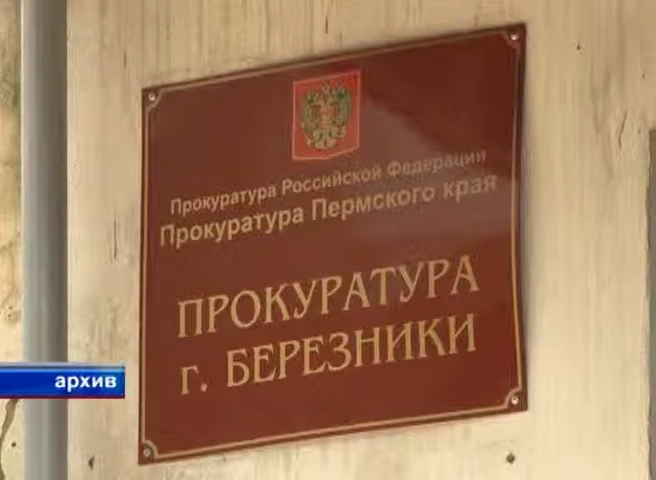 Прокуратура Российской Федерации
Прокуратура Пермского края
ПРОКУРАТУРА
г. БЕРЕЗНИКИ
архив